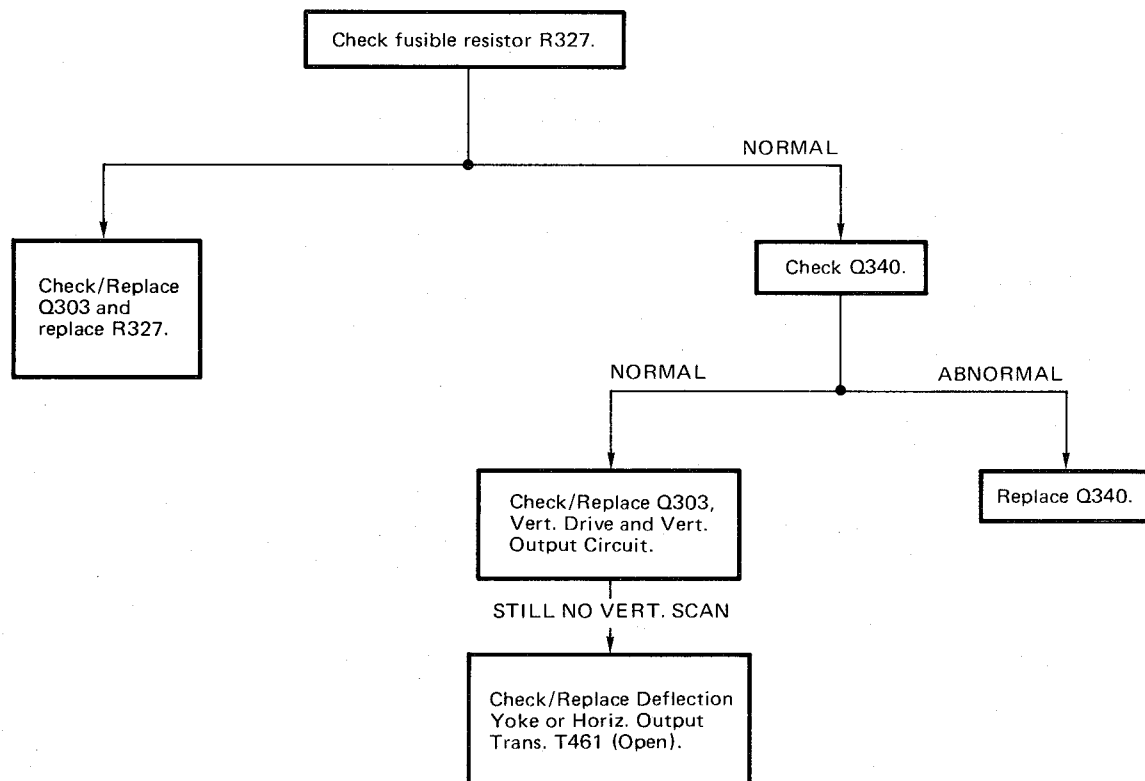 Check fusible resistor R327.
NORMAL
Check/Replace
Q303 and
replace R327.
Check Q340.
NORMAL
ABNORMAL
Check/Replace Q303,
Vert. Drive and Vert.
Output Circuit.
Replace Q340.
STILL NO VERT. SCAN
Check/Replace Deflection
Yoke or Horiz. Output
Trans. T461 (Open).